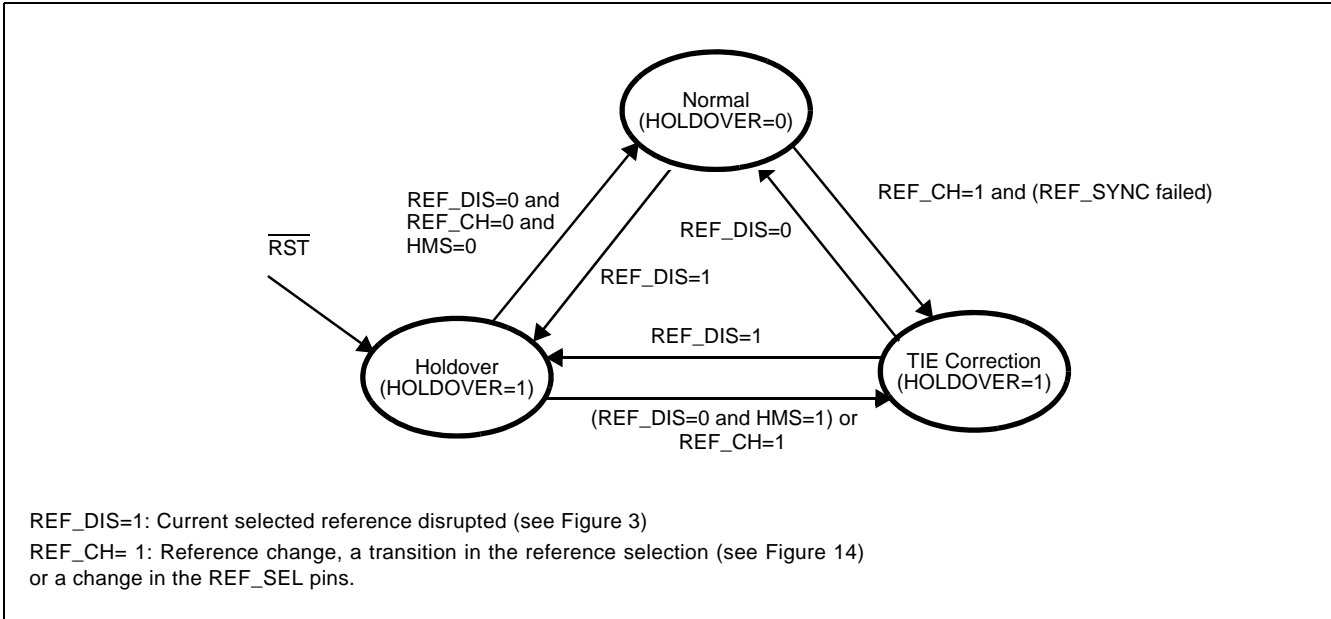 Normal
(HOLDOVER=0)
REF_CH=1 and (REF_SYNC failed)
REF_DIS=0 and
REF_CH=0 and
HMS=0
REF_DIS=0
RST
REF_DIS=1
REF_DIS=1
Holdover
(HOLDOVER=1)
TIE Correction
(HOLDOVER=1)
(REF_DIS=0 and HMS=1) or
REF_CH=1
REF_DIS=1: Current selected reference disrupted (see Figure 3)
REF_CH= 1: Reference change, a transition in the reference selection (see Figure 14)
or a change in the REF_SEL pins.